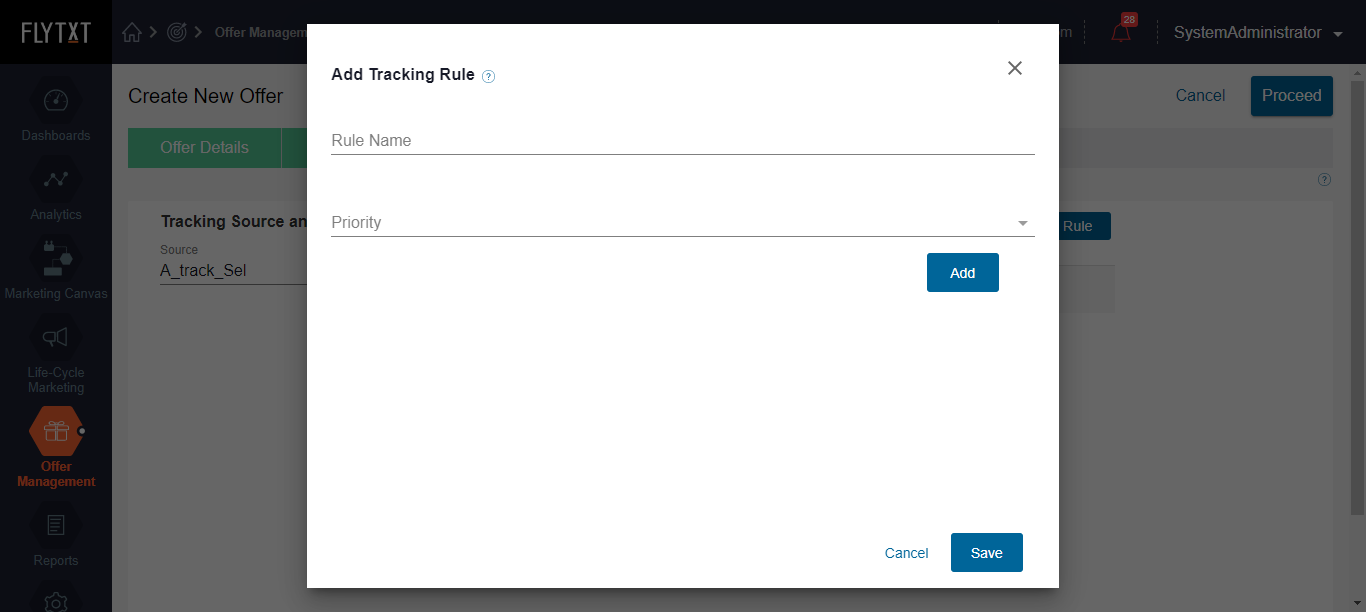 FLYTXT
Offer Managem
m
28
SystemAdministrator
Dashboards
Analytics
Marketing Canvas
Life-Cycle
Marketing
Offer
Management
Reports
Create New Offer
Cancel
Proceed
Offer Details
?
Tracking Source an
Rule
Source
A_track_Sel
Add Tracking Rule ?
Rule Name
Priority
Add
Cancel
Save